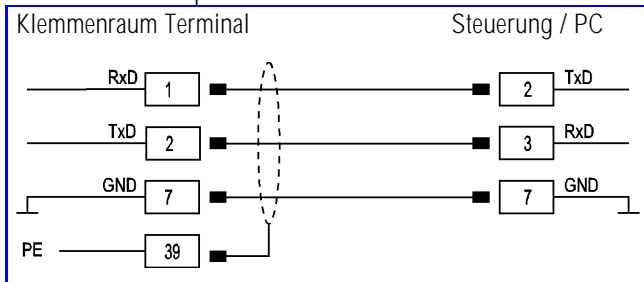 Klemmenraum Terminal Steuerung / PC
RxD 1 2 TxD
TxD 2 3 RxD
GND 7 7 GND
PE 39